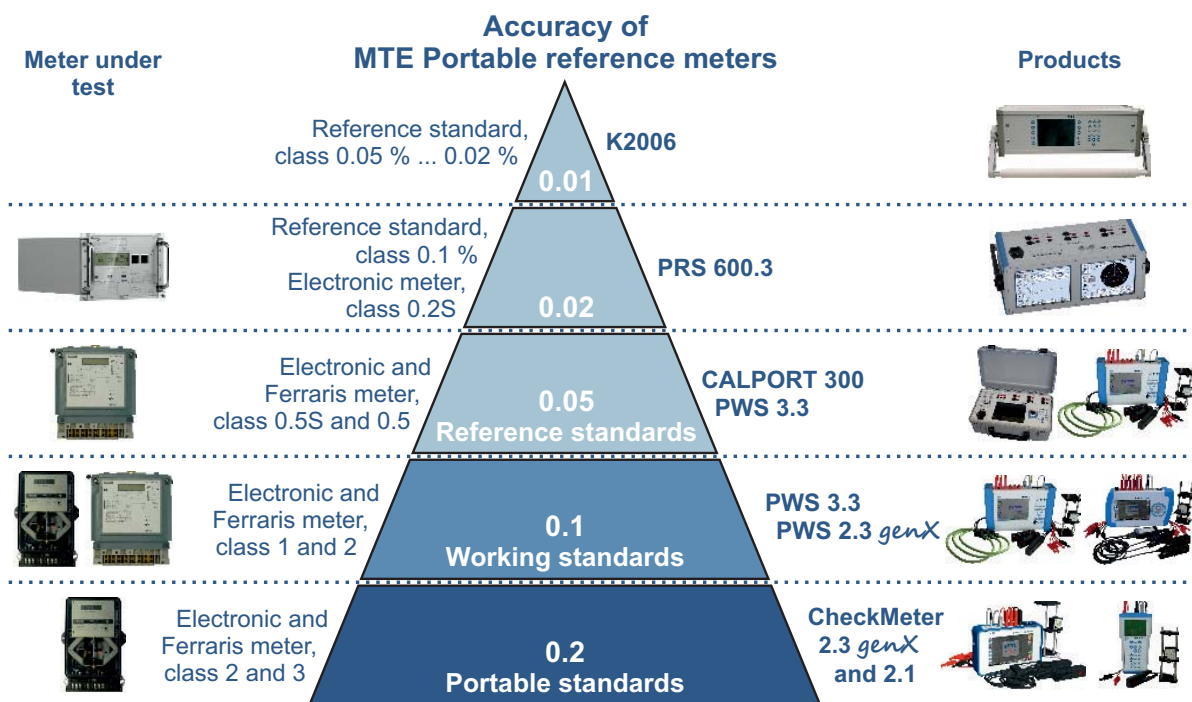 Accuracy of
MTE Portable reference meters
Meter under
test
Products
Reference standard,
class 0.05 % ... 0.02 %
0.01
K2006
Reference standard,
class 0.1 %
Electronic meter,
class 0.2S
0.02
PRS 600.3
Electronic and
Ferraris meter,
class 0.5S and 0.5
0.05
Reference standards
CALPORT 300
PWS 3.3
Electronic and
Ferraris meter,
class 1 and 2
0.1
Working standards
PWS 3.3
PWS 2.3 genX
Electronic and
Ferraris meter,
class 2 and 3
0.2
Portable standards
CheckMeter
2.3 genX
and 2.1